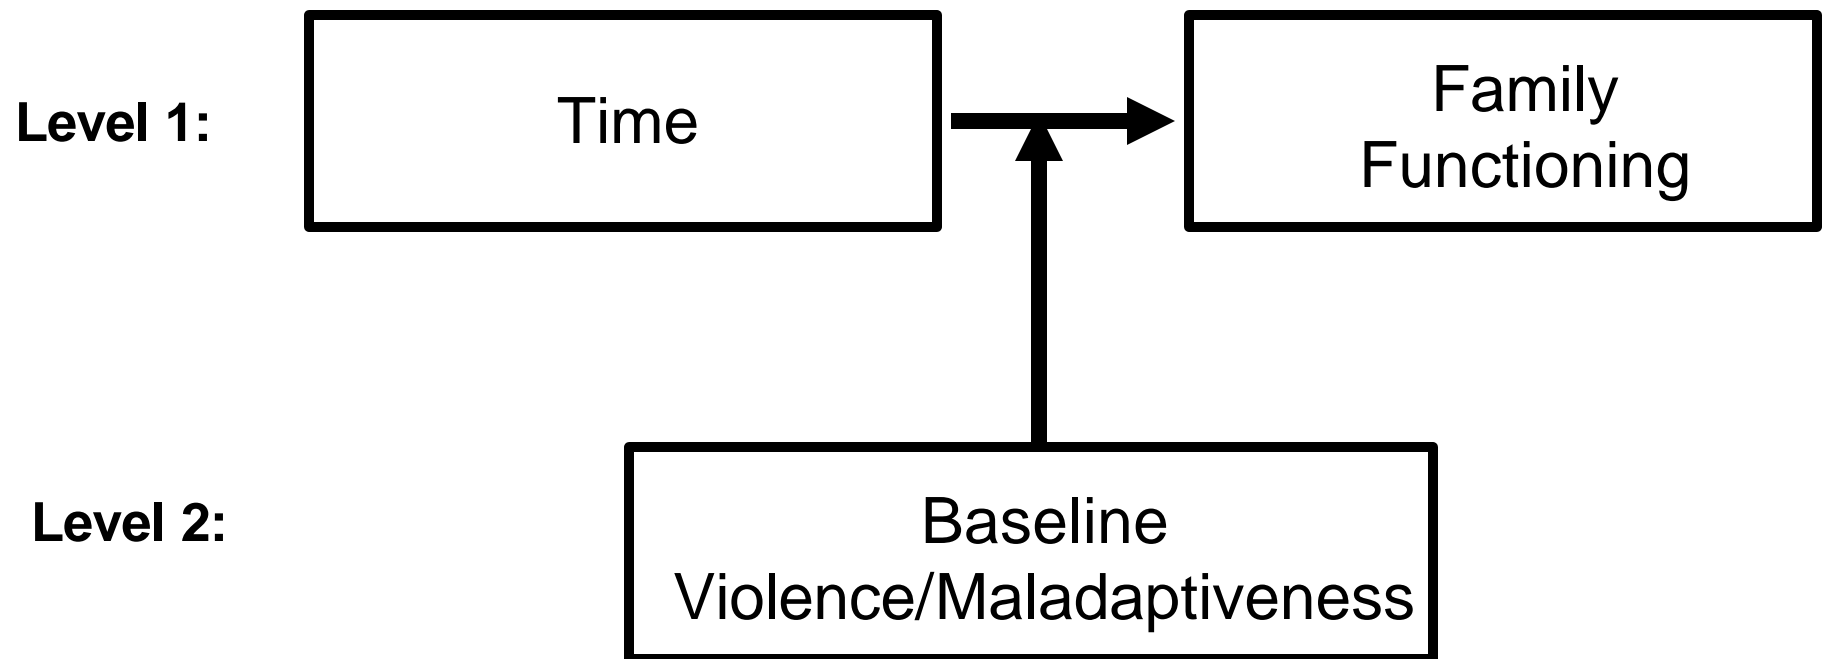 Level 1:
Time
Family
Functioning
Level 2:
Baseline
Violence/Maladaptiveness